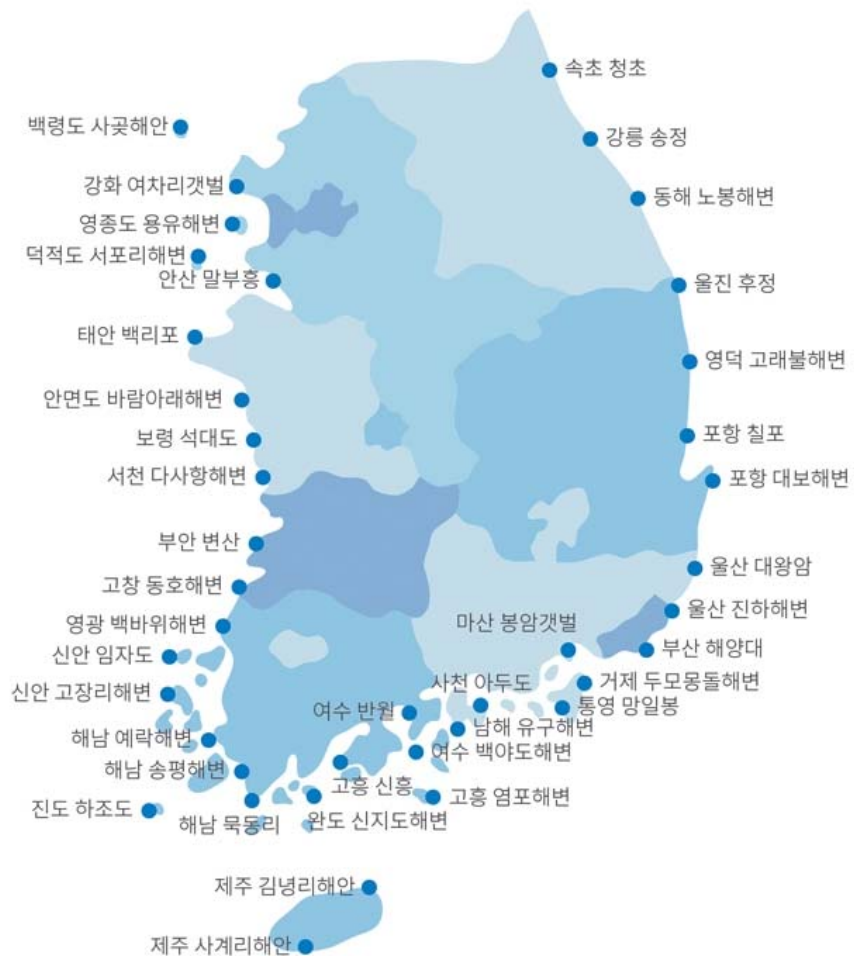 속초 청초
백령도 사곶해안
강릉 송정
강화 여차리갯벌
동해 노봉해변
영종도 용유해변
덕적도 서포리해변
안산 말부흥
울진 후정
태안 백리포
영덕 고래불해변
안면도 바람아래해변
보령 석대도
포항 칠포
서천 다사항해변
포항 대보해변
부안 변산
울산 대왕암
고창 동호해변
울산 진하해변
영광 백바위해변
마산 봉암갯벌
부산 해양대
신안 임자도
사천 아두도
거제 두모몽돌해변
신안 고장리해변
통영 망일봉
여수 반월
남해 유구해변
해남 예락해변
여수 백야도해변
해남 송평해변
고흥 신흥
고흥 염포해변
진도 하조도
해남 묵동리
완도 신지도해변
제주 김녕리해안
제주 사계리해안